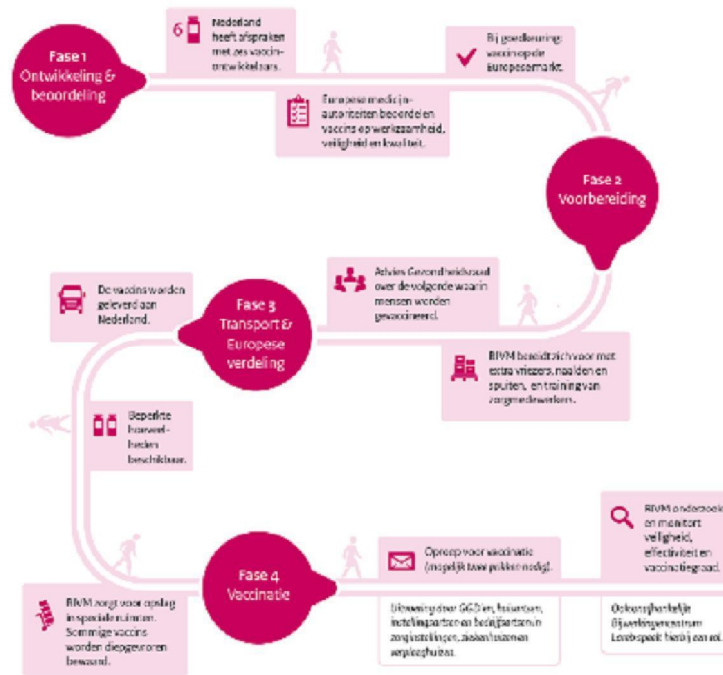 Fase 1
Ontwikkeling &
beoordeling
6
Nederland
heeft afspraken
met zes vaccin-
ontwikkelaars.
Europese medicijn-
autoriteiten beoordelen
vaccins op werkzaamheid,
veiligheid en kwaliteit.
Bij goedkeuring:
vaccin op de
Europese markt.
Fase 2
Voorbereiding
RIVM bereidt zich voor met
extra vriezers, naalden en
spuiten, en training van
zorgmedewerkers.
Advies Gezondheidsraad
over de volgorde waarin
mensen worden
gevaccineerd.
Fase 3
Transport &
Europese
verdeling
De vaccins worden
geleverd aan
Nederland.
Beperkte
hoeveel-
heden
beschikbaar.
RIVM zorgt voor opslag
in speciale ruimten.
Sommige vaccins
worden diepgevroren
bewaard.
Fase 4
Vaccinatie
Oproep voor vaccinatie
(mogelijk twee prikken nodig).
Uitvoering door GGD'en, huisartsen,
instellingsartsen en bedrijfsartsen in
zorginstellingen, ziekenhuizen en
verpleeghuizen.
RIVM onderzoekt
en monitort
veiligheid,
effectiviteit en
vaccinatiegraad.
Ook onafhankelijke
Bijwerkingencentrum
Lareb speelt hierbij een rol.